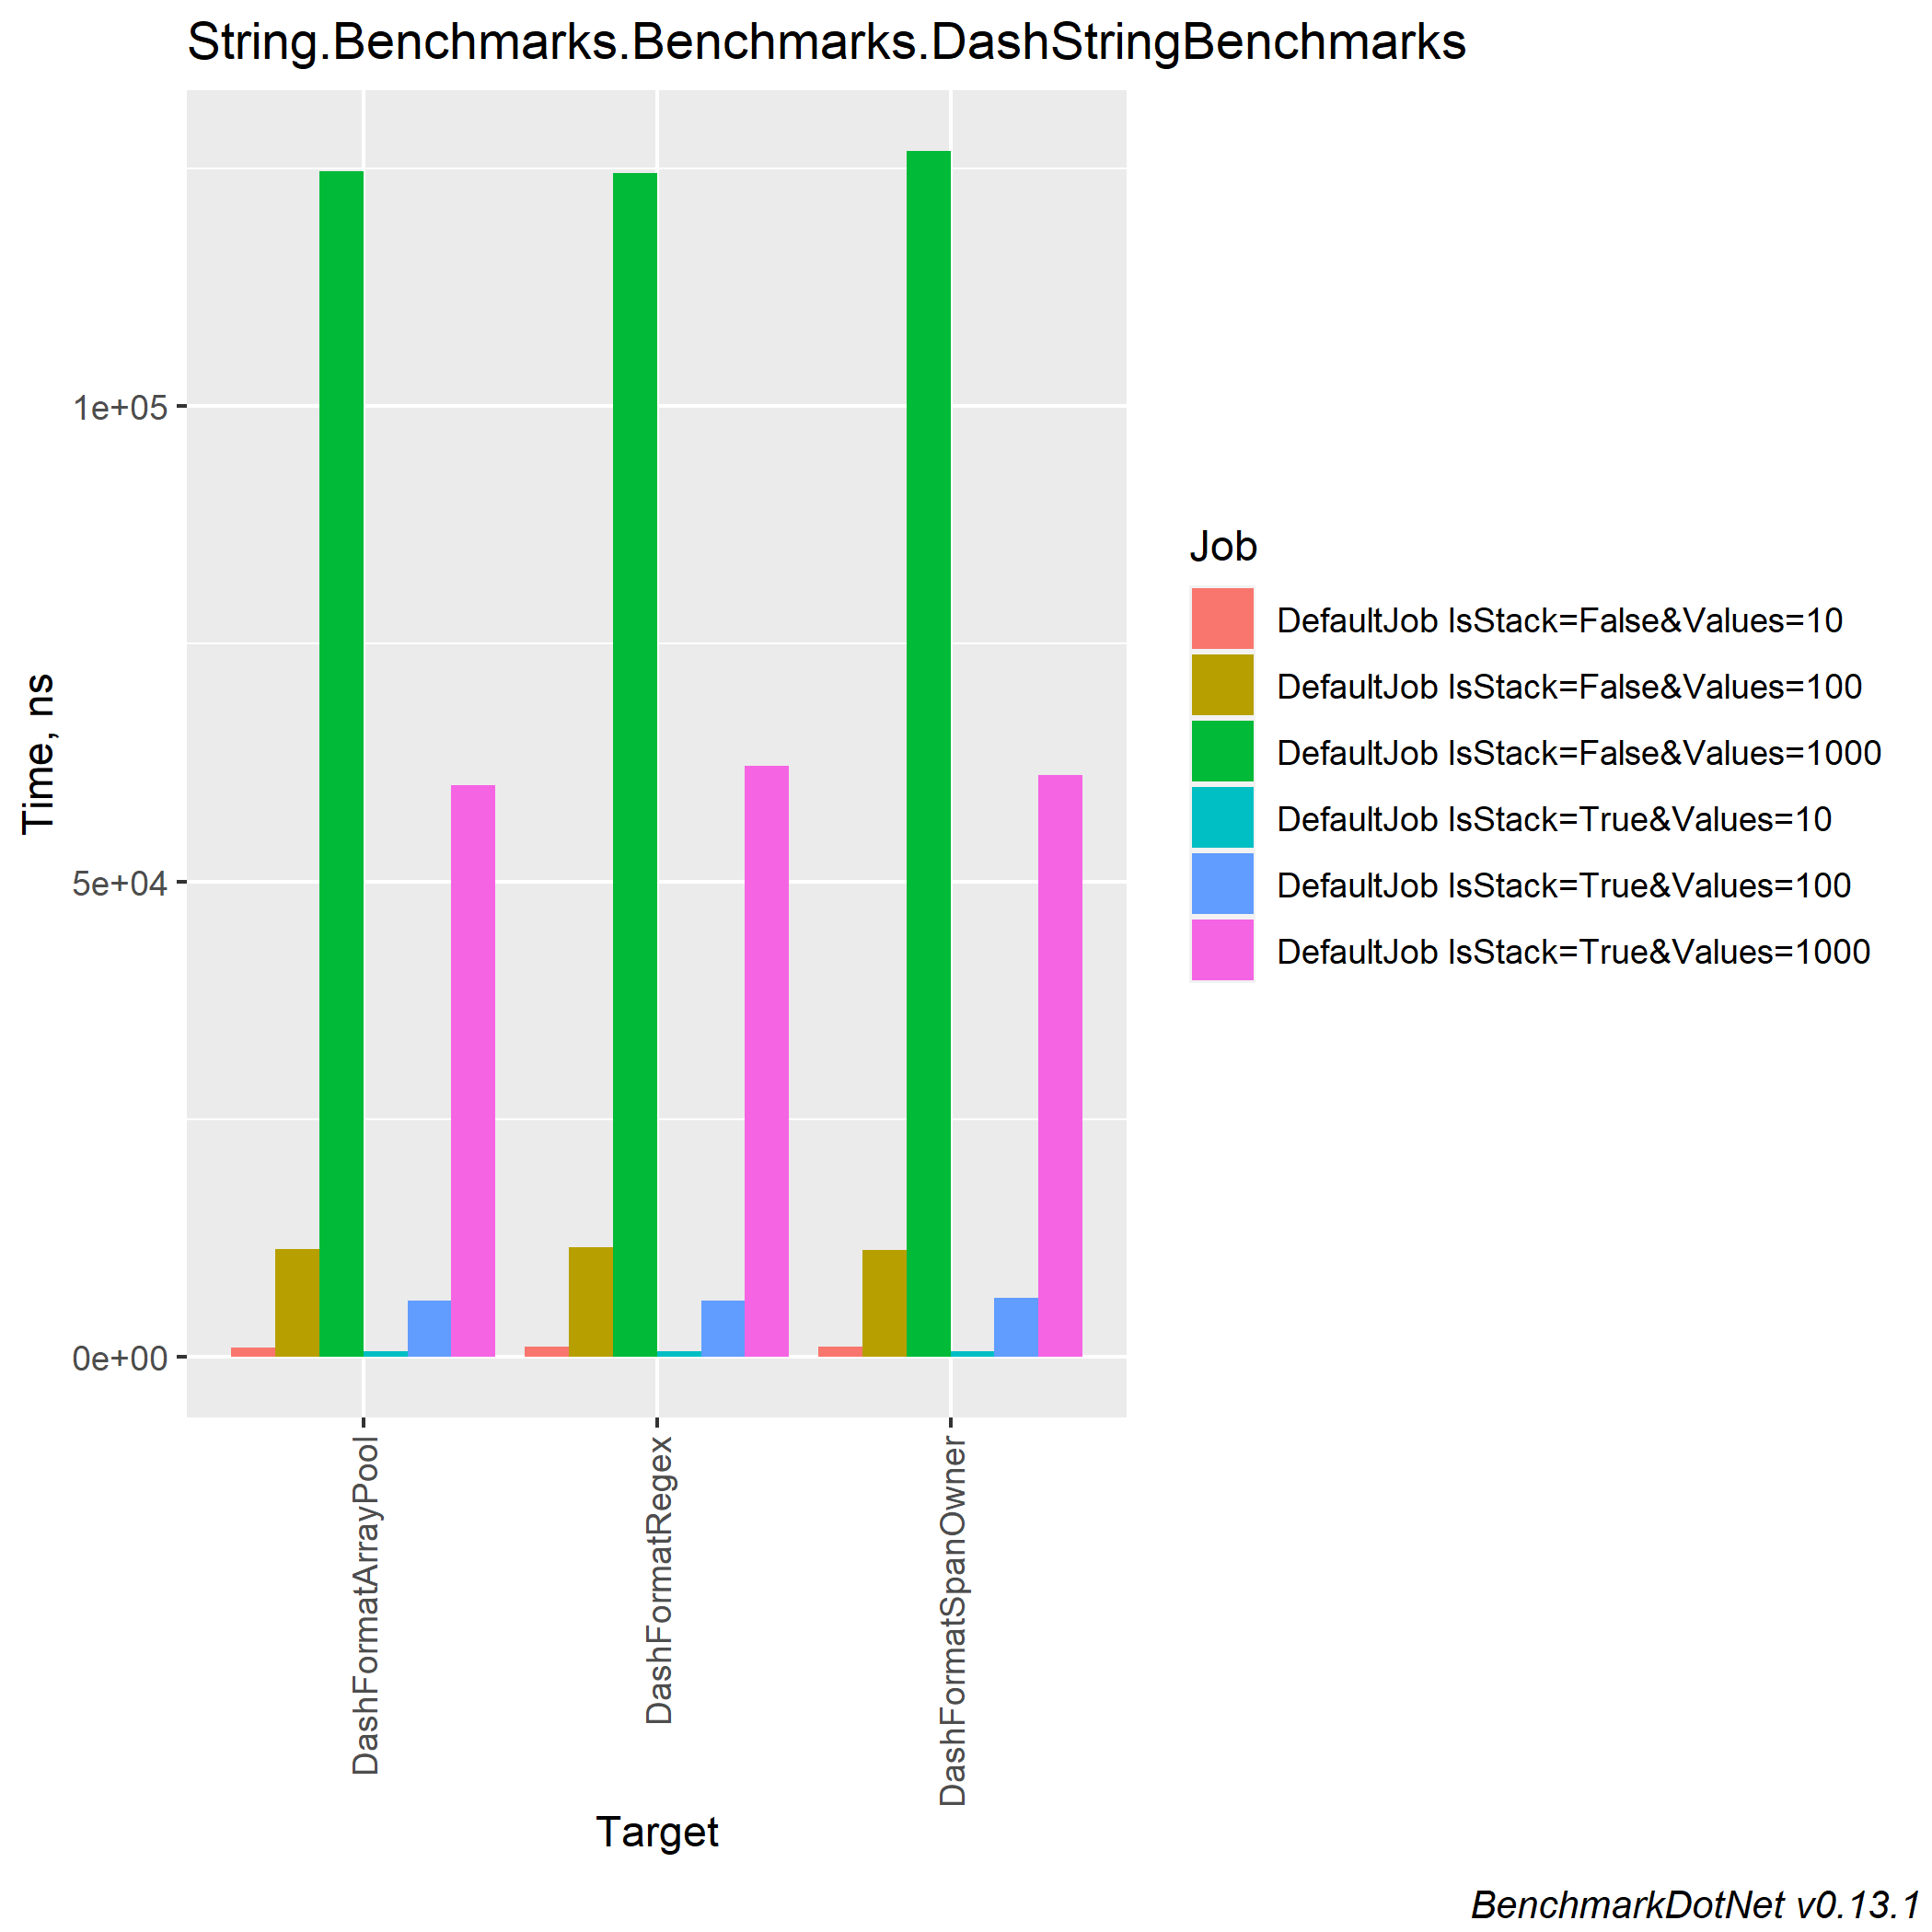 String.Benchmarks.Benchmarks.DashStringBenchmarks
1e+05
5e+04
0e+00
Time, ns
DashFormatArrayPool
DashFormatRegex
DashFormatSpanOwner
Target
Job
DefaultJob IsStack=False&Values=10
DefaultJob IsStack=False&Values=100
DefaultJob IsStack=False&Values=1000
DefaultJob IsStack=True&Values=10
DefaultJob IsStack=True&Values=100
DefaultJob IsStack=True&Values=1000
BenchmarkDotNet v0.13.1